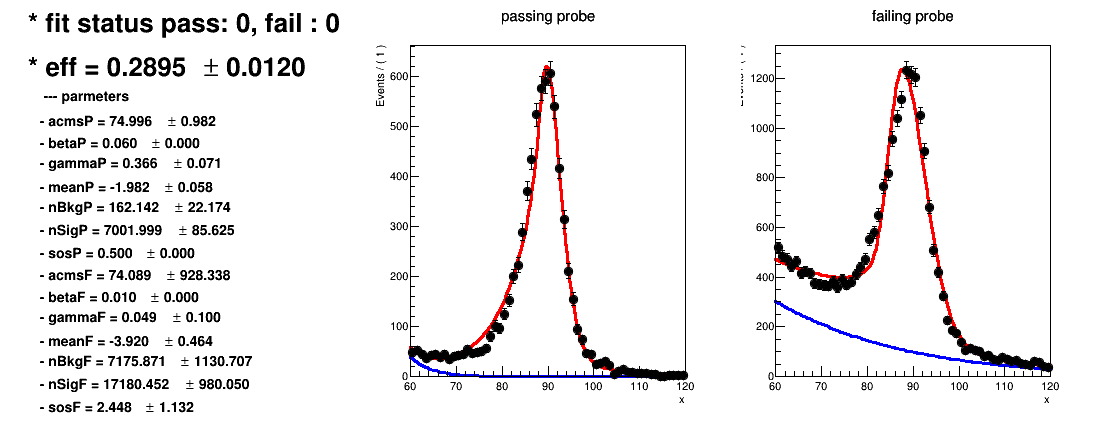 * fit status pass: 0, fail : 0
* eff = 0.2895 ± 0.0120
--- parmeters
- acmsP = 74.996 ± 0.982
- betaP = 0.060 ± 0.000
- gammaP = 0.366 ± 0.071
- meanP = -1.982 ± 0.058
- nBkgP = 162.142 ± 22.174
- nSigP = 7001.999 ± 85.625
- sosP = 0.500 ± 0.000
- acmsF = 74.089 ± 928.338
- betaF = 0.010 ± 0.000
- gammaF = 0.049 ± 0.100
- meanF = -3.920 ± 0.464
- nBkgF = 7175.871 ± 1130.707
- nSigF = 17180.452 ± 980.050
- sosF = 2.448 ± 1.132
passing probe
Events / ( 1 )
600
500
400
300
200
100
0
60 70 80 90 100 110 120
x
failing probe
1200
1000
800
600
400
200
0
60 70 80 90 100 110 120
x